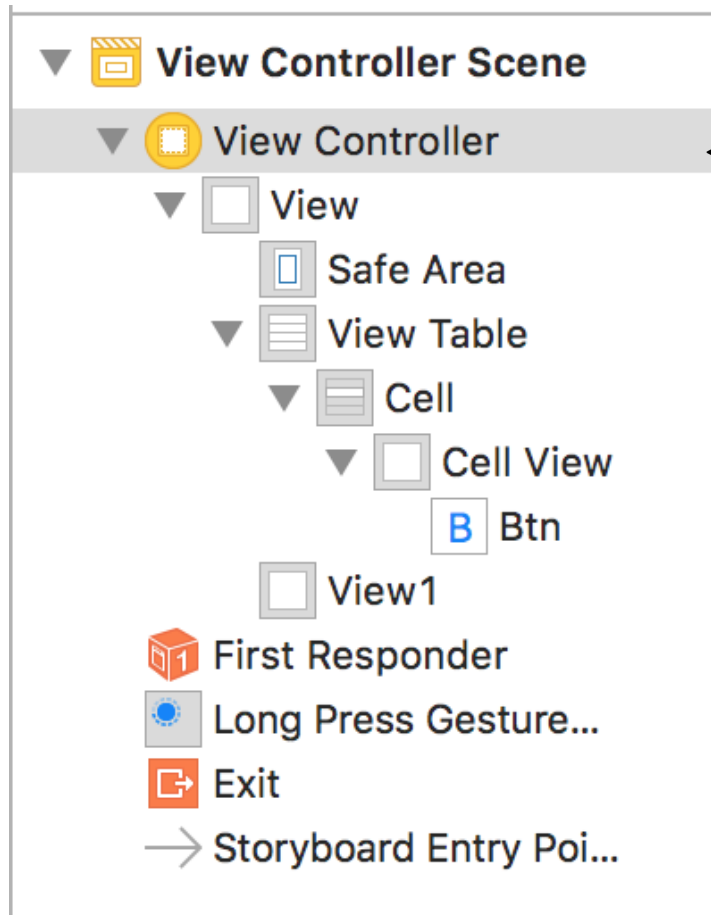 View Controller Scene
View Controller
View
Safe Area
View Table
Cell
Cell View
B Btn
View1
1 First Responder
Long Press Gesture...
Exit
Storyboard Entry Poi...